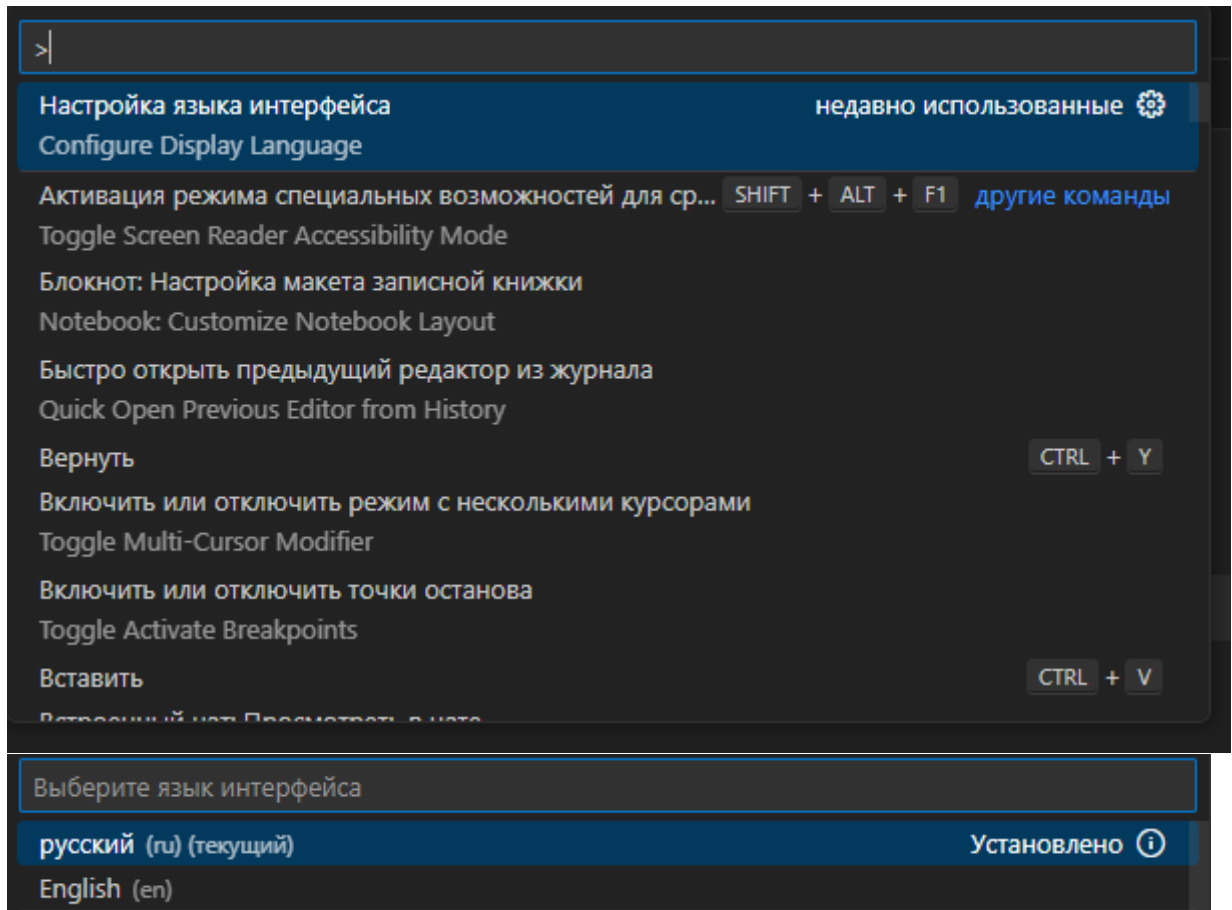 >
Настройка языка интерфейса недавно использованные
Configure Display Language
Активация режима специальных возможностей для ср... SHIFT + ALT + F1 другие команды
Toggle Screen Reader Accessibility Mode
Блокнот: Настройка макета записной книжки
Notebook: Customize Notebook Layout
Быстро открыть предыдущий редактор из журнала
Quick Open Previous Editor from History
Вернуть CTRL + Y
Включить или отключить режим с несколькими курсорами
Toggle Multi-Cursor Modifier
Включить или отключить точки останова
Toggle Activate Breakpoints
Вставить CTRL + V
Встроенный чат: Просмотреть в чате
Выберите язык интерфейса
русский (ru) (текущий) Установлено
English (en)